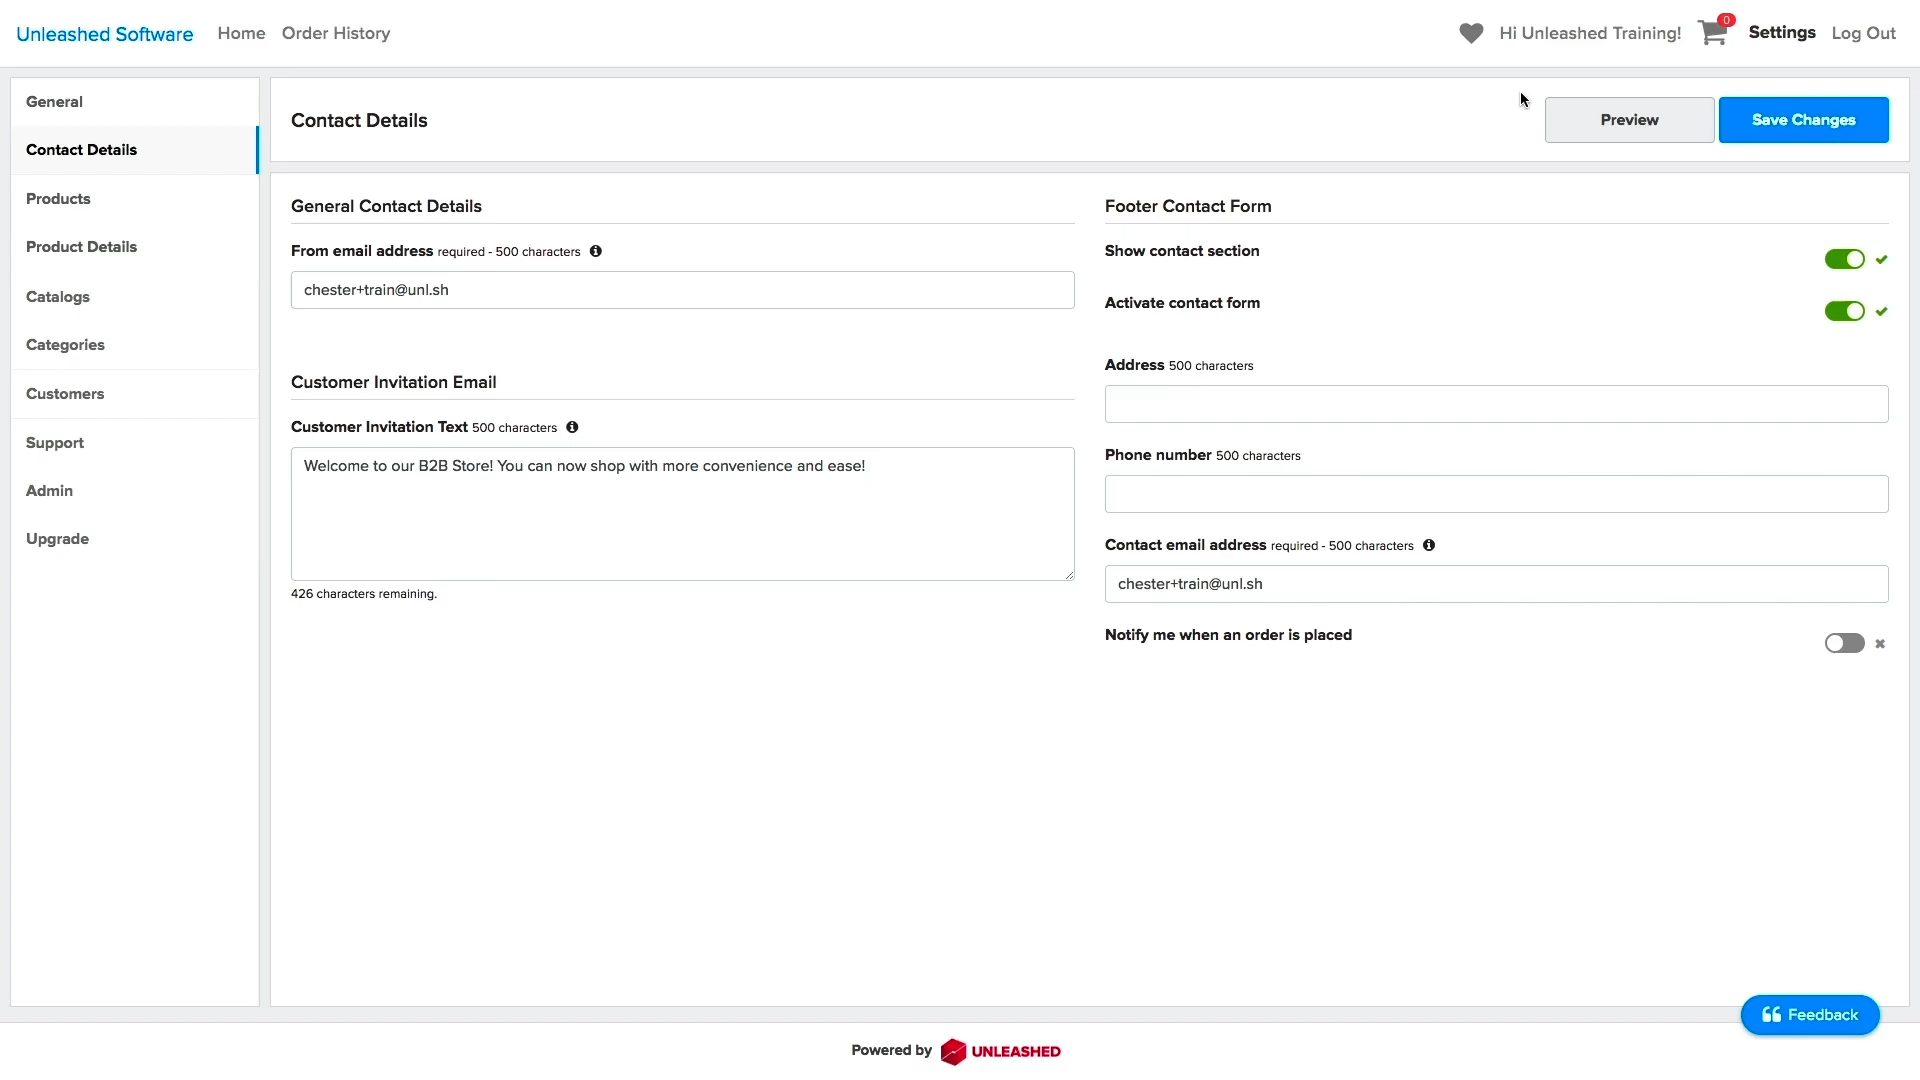 Unleashed Software Home Order History Hi Unleashed Training! 0 Settings Log Out
General
Contact Details
Products
Product Details
Catalogs
Categories
Customers
Support
Admin
Upgrade
Contact Details
Preview Save Changes
General Contact Details
From email address required - 500 characters
chester+train@unl.sh
Customer Invitation Email
Customer Invitation Text 500 characters
Welcome to our B2B Store! You can now shop with more convenience and ease!
426 characters remaining.
Footer Contact Form
Show contact section
Activate contact form
Address 500 characters
Phone number 500 characters
Contact email address required - 500 characters
chester+train@unl.sh
Notify me when an order is placed
Feedback
Powered by UNLEASHED